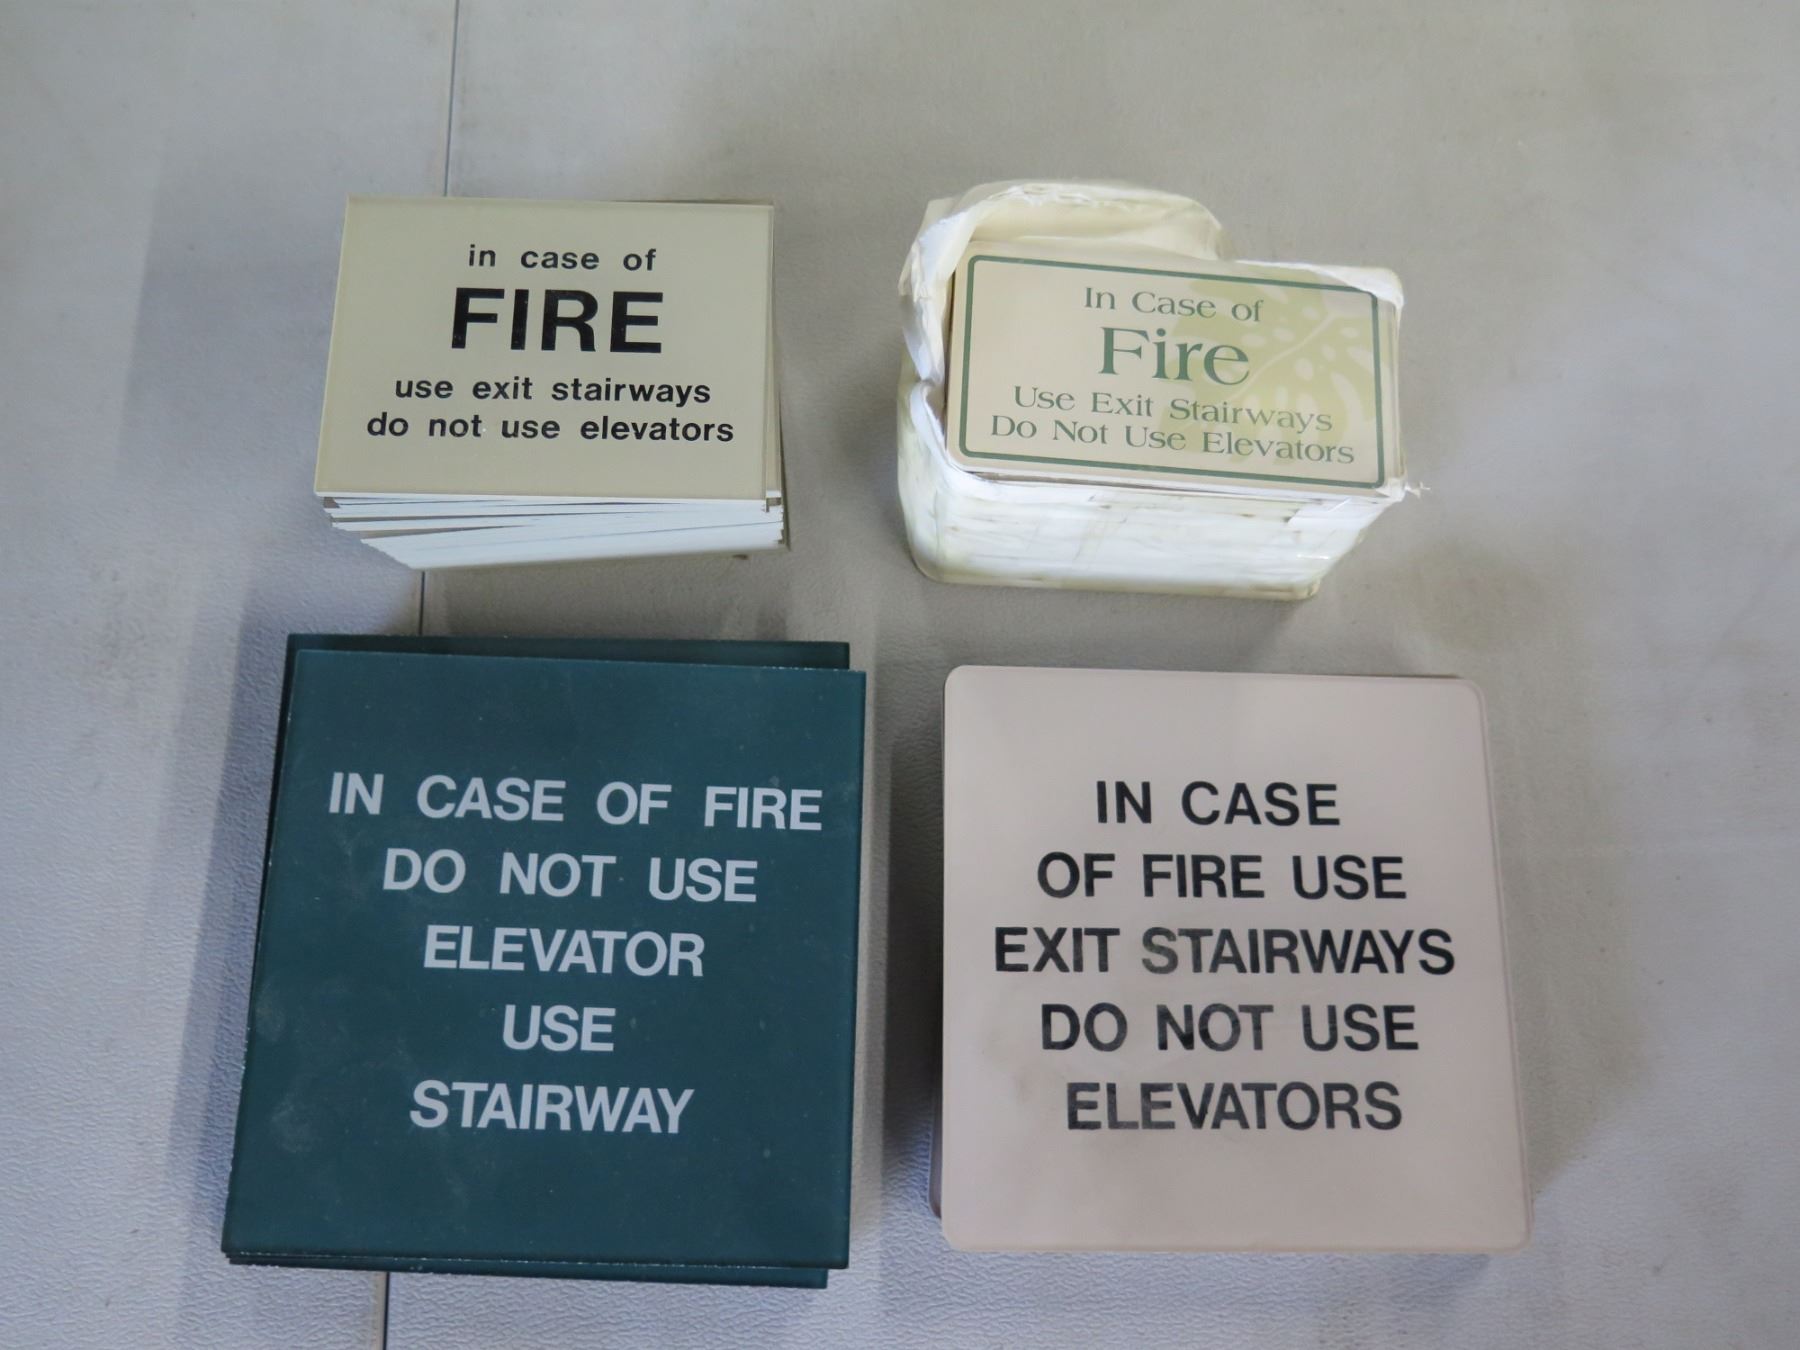 in case of
FIRE
use exit stairways
do not use elevators
In Case of
Fire
Use Exit Stairways
Do Not Use Elevators
IN CASE OF FIRE
DO NOT USE
ELEVATOR
USE
STAIRWAY
IN CASE
OF FIRE USE
EXIT STAIRWAYS
DO NOT USE
ELEVATORS